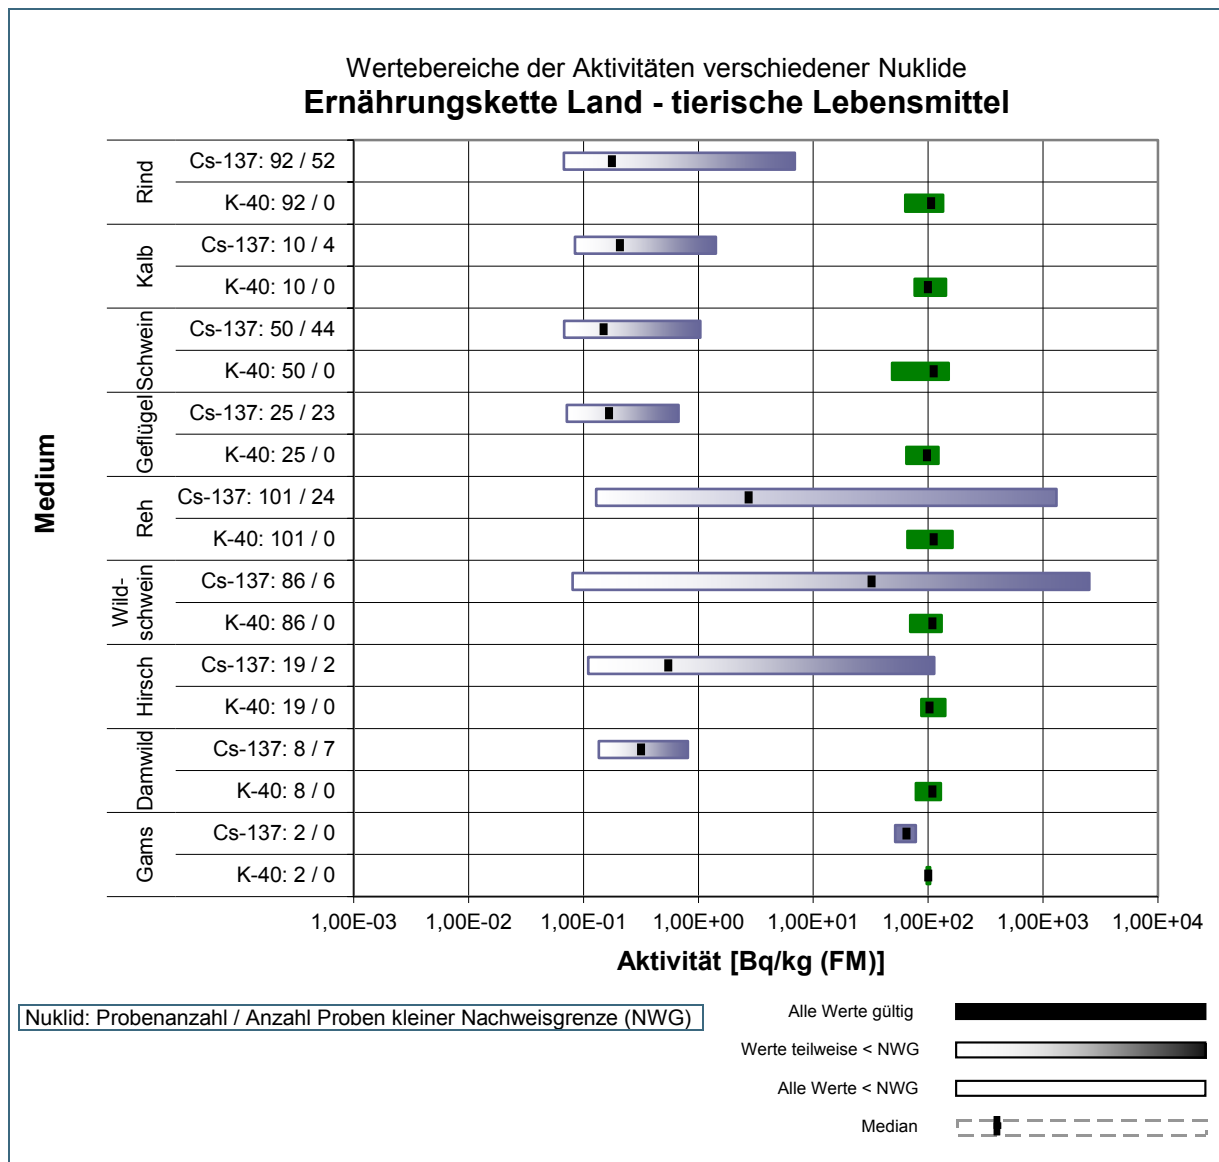 Wertebereiche der Aktivitäten verschiedener Nuklide
Ernährungskette Land - tierische Lebensmittel
Medium
Rind
Cs-137: 92 / 52
K-40: 92 / 0
Kalb
Cs-137: 10 / 4
K-40: 10 / 0
Schwein
Cs-137: 50 / 44
K-40: 50 / 0
Geflügel
Cs-137: 25 / 23
K-40: 25 / 0
Reh
Cs-137: 101 / 24
K-40: 101 / 0
Wild-
schwein
Cs-137: 86 / 6
K-40: 86 / 0
Hirsch
Cs-137: 19 / 2
K-40: 19 / 0
Damwild
Cs-137: 8 / 7
K-40: 8 / 0
Gams
Cs-137: 2 / 0
K-40: 2 / 0
1,00E-03 1,00E-02 1,00E-01 1,00E+00 1,00E+01 1,00E+02 1,00E+03 1,00E+04
Aktivität [Bq/kg (FM)]
Nuklid: Probenanzahl / Anzahl Proben kleiner Nachweisgrenze (NWG)
Alle Werte gültig
Werte teilweise < NWG
Alle Werte < NWG
Median